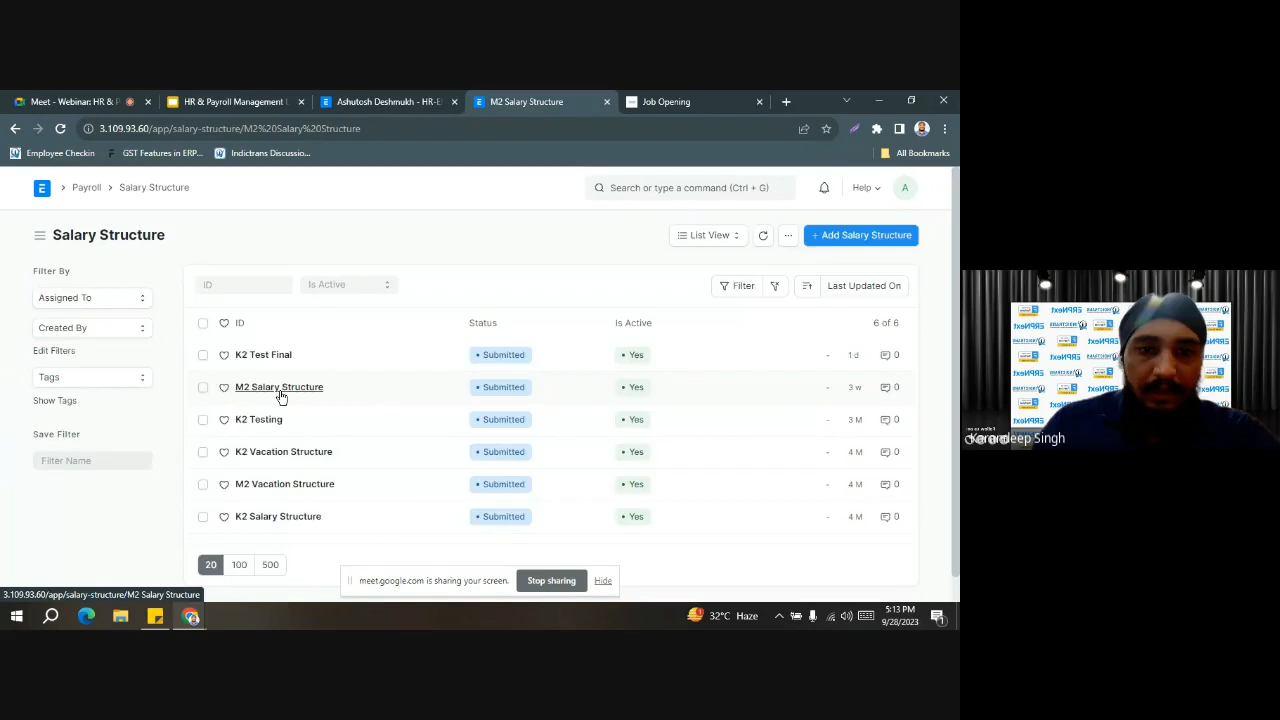 Meet - Webinar: HR & P
HR & Payroll Management
Ashutosh Deshmukh - HR-E
M2 Salary Structure
Job Opening
3.109.93.60/app/salary-structure/M2%20Salary%20Structure
Employee Checkin
GST Features in ERP...
Indictrans Discussio...
All Bookmarks
E
Payroll
Salary Structure
Search or type a command (Ctrl + G)
Help
A
Salary Structure
List View
+ Add Salary Structure
Filter By
Assigned To
Created By
Edit Filters
Tags
Show Tags
Save Filter
Filter Name
ID
Is Active
Filter
Last Updated On
ID Status Is Active 6 of 6
K2 Test Final Submitted Yes - 1 d 0
M2 Salary Structure Submitted Yes - 3 w 0
K2 Testing Submitted Yes - 3 M 0
K2 Vacation Structure Submitted Yes - 4 M 0
M2 Vacation Structure Submitted Yes - 4 M 0
K2 Salary Structure Submitted Yes - 4 M 0
20 100 500
meet.google.com is sharing your screen. Stop sharing Hide
3.109.93.60/app/salary-structure/M2 Salary Structure
32°C Haze
5:13 PM
9/28/2023
ERPNext
Karandeep Singh